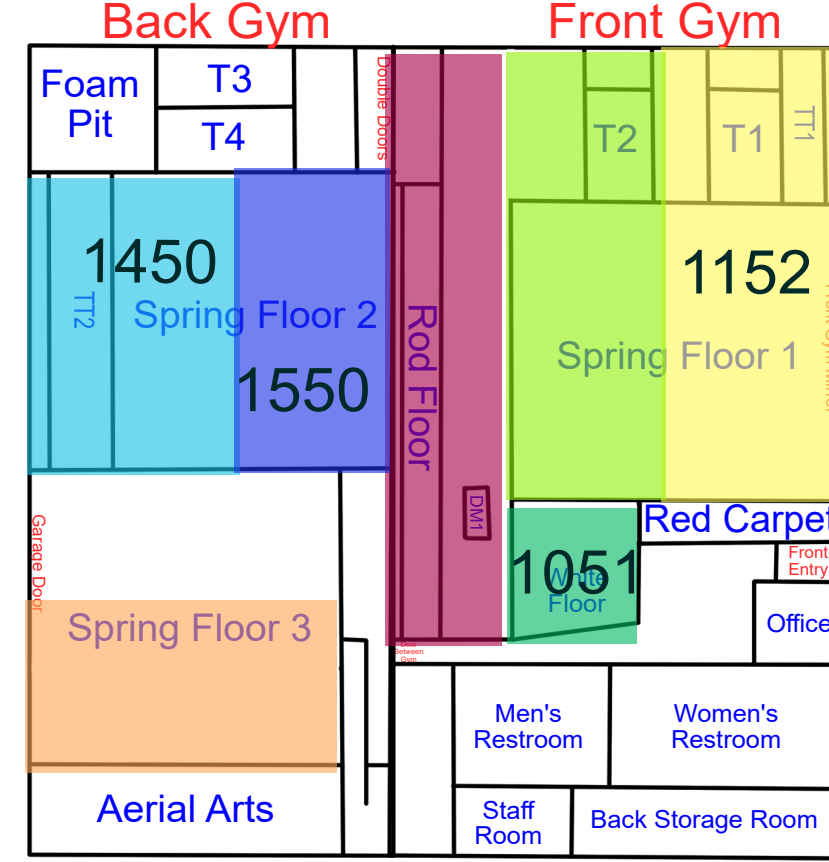 Back Gym
Front Gym
Foam
Pit
T3
T4
Double Doors
T2
T1
TT1
1450
1152
TT2
Spring Floor 2
Rod Floor
Spring Floor 1
1550
DM1
Red Carpet
Garage Door
1051
White
Floor
Front
Entry
Spring Floor 3
Office
Door
Between
Gym
Men's
Restroom
Women's
Restroom
Aerial Arts
Staff
Room
Back Storage Room